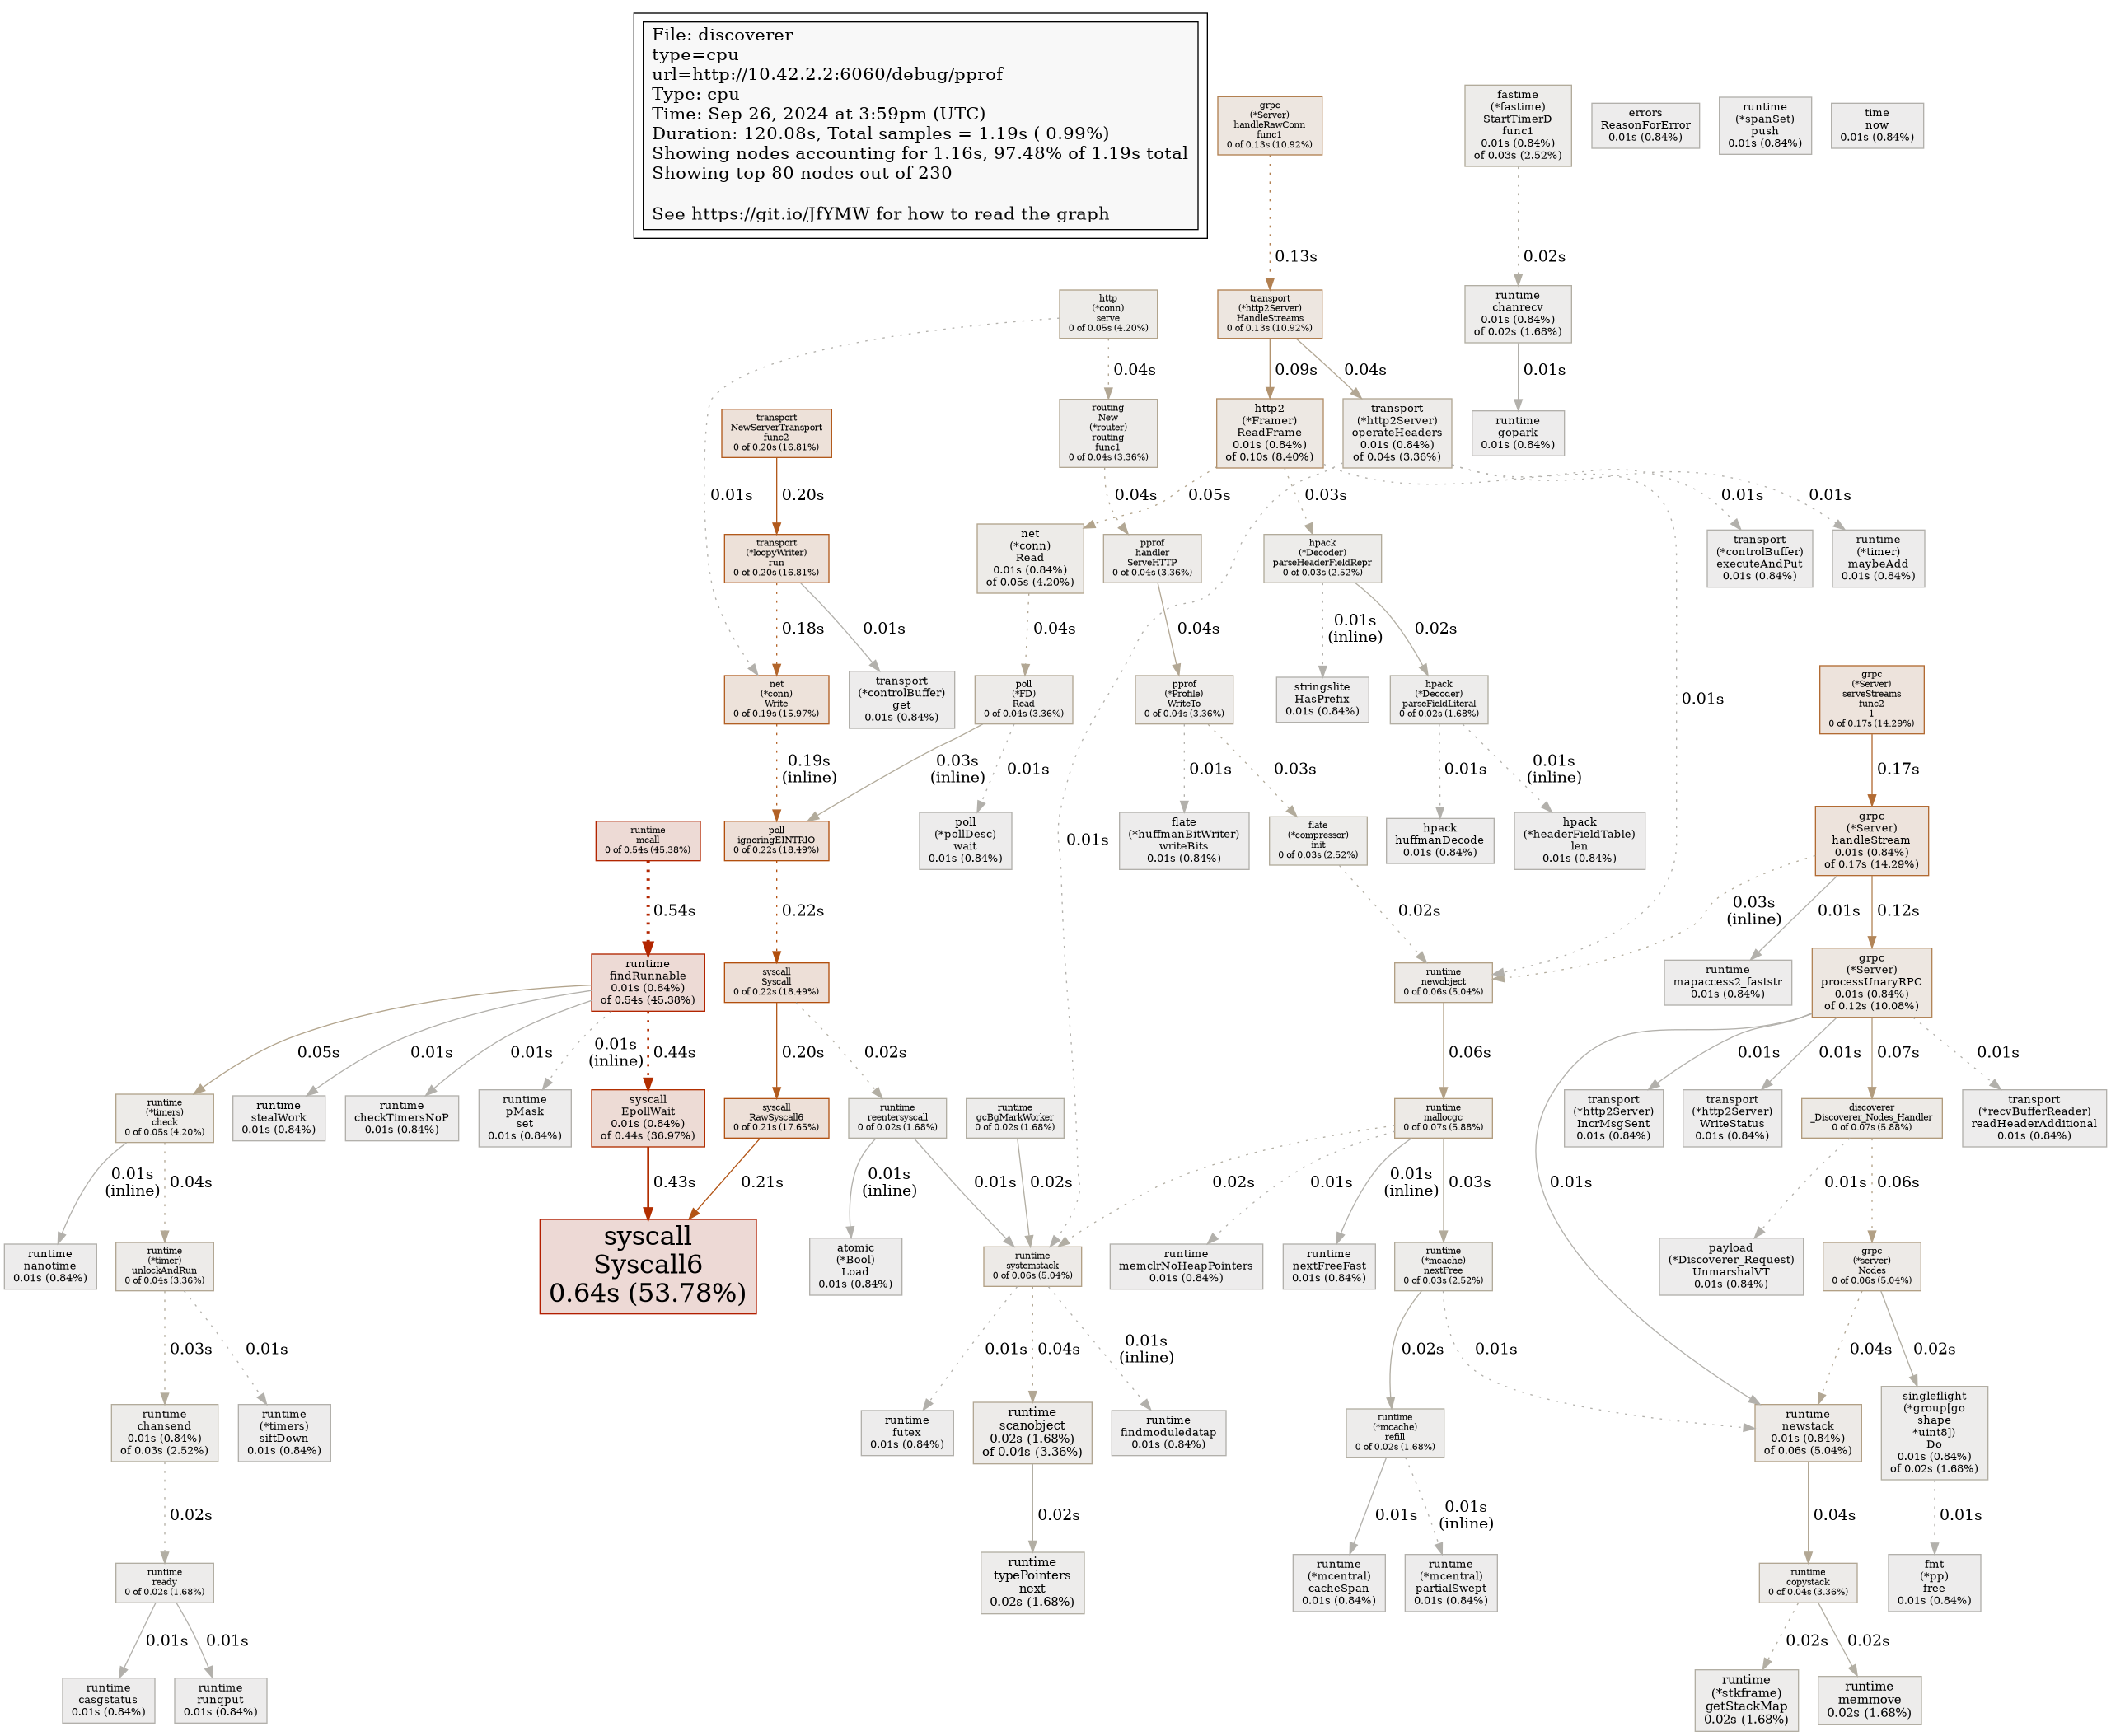 File: discoverer
type=cpu
url=http://10.42.2.2:6060/debug/pprof
Type: cpu
Time: Sep 26, 2024 at 3:59pm (UTC)
Duration: 120.08s, Total samples = 1.19s ( 0.99%)
Showing nodes accounting for 1.16s, 97.48% of 1.19s total
Showing top 80 nodes out of 230
See https://git.io/JfYMW for how to read the graph
grpc
(*Server)
handleRawConn
func1
0 of 0.13s (10.92%)
fastime
(*fastime)
StartTimerD
func1
0.01s (0.84%)
of 0.03s (2.52%)
errors
ReasonForError
0.01s (0.84%)
runtime
(*spanSet)
push
0.01s (0.84%)
time
now
0.01s (0.84%)
0.13s
0.02s
http
(*conn)
serve
0 of 0.05s (4.20%)
transport
(*http2Server)
HandleStreams
0 of 0.13s (10.92%)
runtime
chanrecv
0.01s (0.84%)
of 0.02s (1.68%)
0.04s
0.09s
0.04s
0.01s
transport
NewServerTransport
func2
0 of 0.20s (16.81%)
routing
New
(*router)
routing
func1
0 of 0.04s (3.36%)
http2
(*Framer)
ReadFrame
0.01s (0.84%)
of 0.10s (8.40%)
transport
(*http2Server)
operateHeaders
0.01s (0.84%)
of 0.04s (3.36%)
runtime
gopark
0.01s (0.84%)
0.01s
0.20s
0.04s
0.05s
0.03s
0.01s
0.01s
transport
(*loopyWriter)
run
0 of 0.20s (16.81%)
net
(*conn)
Read
0.01s (0.84%)
of 0.05s (4.20%)
pprof
handler
ServeHTTP
0 of 0.04s (3.36%)
hpack
(*Decoder)
parseHeaderFieldRepr
0 of 0.03s (2.52%)
transport
(*controlBuffer)
executeAndPut
0.01s (0.84%)
runtime
(*timer)
maybeAdd
0.01s (0.84%)
0.18s
0.01s
0.04s
0.04s
0.01s
(inline)
0.02s
0.01s
net
(*conn)
Write
0 of 0.19s (15.97%)
transport
(*controlBuffer)
get
0.01s (0.84%)
poll
(*FD)
Read
0 of 0.04s (3.36%)
pprof
(*Profile)
WriteTo
0 of 0.04s (3.36%)
stringslite
HasPrefix
0.01s (0.84%)
hpack
(*Decoder)
parseFieldLiteral
0 of 0.02s (1.68%)
grpc
(*Server)
serveStreams
func2
1
0 of 0.17s (14.29%)
0.19s
(inline)
0.03s
(inline)
0.01s
0.01s
0.03s
0.01s
0.01s
(inline)
0.17s
runtime
mcall
0 of 0.54s (45.38%)
poll
ignoringEINTRIO
0 of 0.22s (18.49%)
poll
(*pollDesc)
wait
0.01s (0.84%)
0.01s
flate
(*huffmanBitWriter)
writeBits
0.01s (0.84%)
flate
(*compressor)
init
0 of 0.03s (2.52%)
hpack
huffmanDecode
0.01s (0.84%)
hpack
(*headerFieldTable)
len
0.01s (0.84%)
grpc
(*Server)
handleStream
0.01s (0.84%)
of 0.17s (14.29%)
0.54s
0.22s
0.02s
0.03s
(inline)
0.01s
0.12s
runtime
findRunnable
0.01s (0.84%)
of 0.54s (45.38%)
syscall
Syscall
0 of 0.22s (18.49%)
runtime
newobject
0 of 0.06s (5.04%)
runtime
mapaccess2_faststr
0.01s (0.84%)
grpc
(*Server)
processUnaryRPC
0.01s (0.84%)
of 0.12s (10.08%)
0.05s
0.01s
0.01s
0.01s
(inline)
0.44s
0.20s
0.02s
0.06s
0.01s
0.01s
0.07s
0.01s
runtime
(*timers)
check
0 of 0.05s (4.20%)
runtime
stealWork
0.01s (0.84%)
runtime
checkTimersNoP
0.01s (0.84%)
runtime
pMask
set
0.01s (0.84%)
syscall
EpollWait
0.01s (0.84%)
of 0.44s (36.97%)
syscall
RawSyscall6
0 of 0.21s (17.65%)
runtime
reentersyscall
0 of 0.02s (1.68%)
runtime
gcBgMarkWorker
0 of 0.02s (1.68%)
runtime
mallocgc
0 of 0.07s (5.88%)
transport
(*http2Server)
IncrMsgSent
0.01s (0.84%)
transport
(*http2Server)
WriteStatus
0.01s (0.84%)
discoverer
_Discoverer_Nodes_Handler
0 of 0.07s (5.88%)
transport
(*recvBufferReader)
readHeaderAdditional
0.01s (0.84%)
0.01s
(inline)
0.04s
0.43s
0.21s
0.01s
(inline)
0.01s
0.02s
0.02s
0.01s
0.01s
(inline)
0.03s
0.01s
0.01s
0.06s
runtime
nanotime
0.01s (0.84%)
runtime
(*timer)
unlockAndRun
0 of 0.04s (3.36%)
syscall
Syscall6
0.64s (53.78%)
atomic
(*Bool)
Load
0.01s (0.84%)
runtime
systemstack
0 of 0.06s (5.04%)
runtime
memclrNoHeapPointers
0.01s (0.84%)
runtime
nextFreeFast
0.01s (0.84%)
runtime
(*mcache)
nextFree
0 of 0.03s (2.52%)
payload
(*Discoverer_Request)
UnmarshalVT
0.01s (0.84%)
grpc
(*server)
Nodes
0 of 0.06s (5.04%)
0.03s
0.01s
0.01s
0.04s
0.01s
(inline)
0.02s
0.01s
0.04s
0.02s
runtime
chansend
0.01s (0.84%)
of 0.03s (2.52%)
runtime
(*timers)
siftDown
0.01s (0.84%)
runtime
futex
0.01s (0.84%)
runtime
scanobject
0.02s (1.68%)
of 0.04s (3.36%)
runtime
findmoduledatap
0.01s (0.84%)
runtime
(*mcache)
refill
0 of 0.02s (1.68%)
runtime
newstack
0.01s (0.84%)
of 0.06s (5.04%)
singleflight
(*group[go
shape
*uint8])
Do
0.01s (0.84%)
of 0.02s (1.68%)
0.02s
0.02s
0.01s
0.01s
(inline)
0.04s
0.01s
runtime
ready
0 of 0.02s (1.68%)
runtime
typePointers
next
0.02s (1.68%)
runtime
(*mcentral)
cacheSpan
0.01s (0.84%)
runtime
(*mcentral)
partialSwept
0.01s (0.84%)
runtime
copystack
0 of 0.04s (3.36%)
fmt
(*pp)
free
0.01s (0.84%)
0.01s
0.01s
0.02s
0.02s
runtime
casgstatus
0.01s (0.84%)
runtime
runqput
0.01s (0.84%)
runtime
(*stkframe)
getStackMap
0.02s (1.68%)
runtime
memmove
0.02s (1.68%)